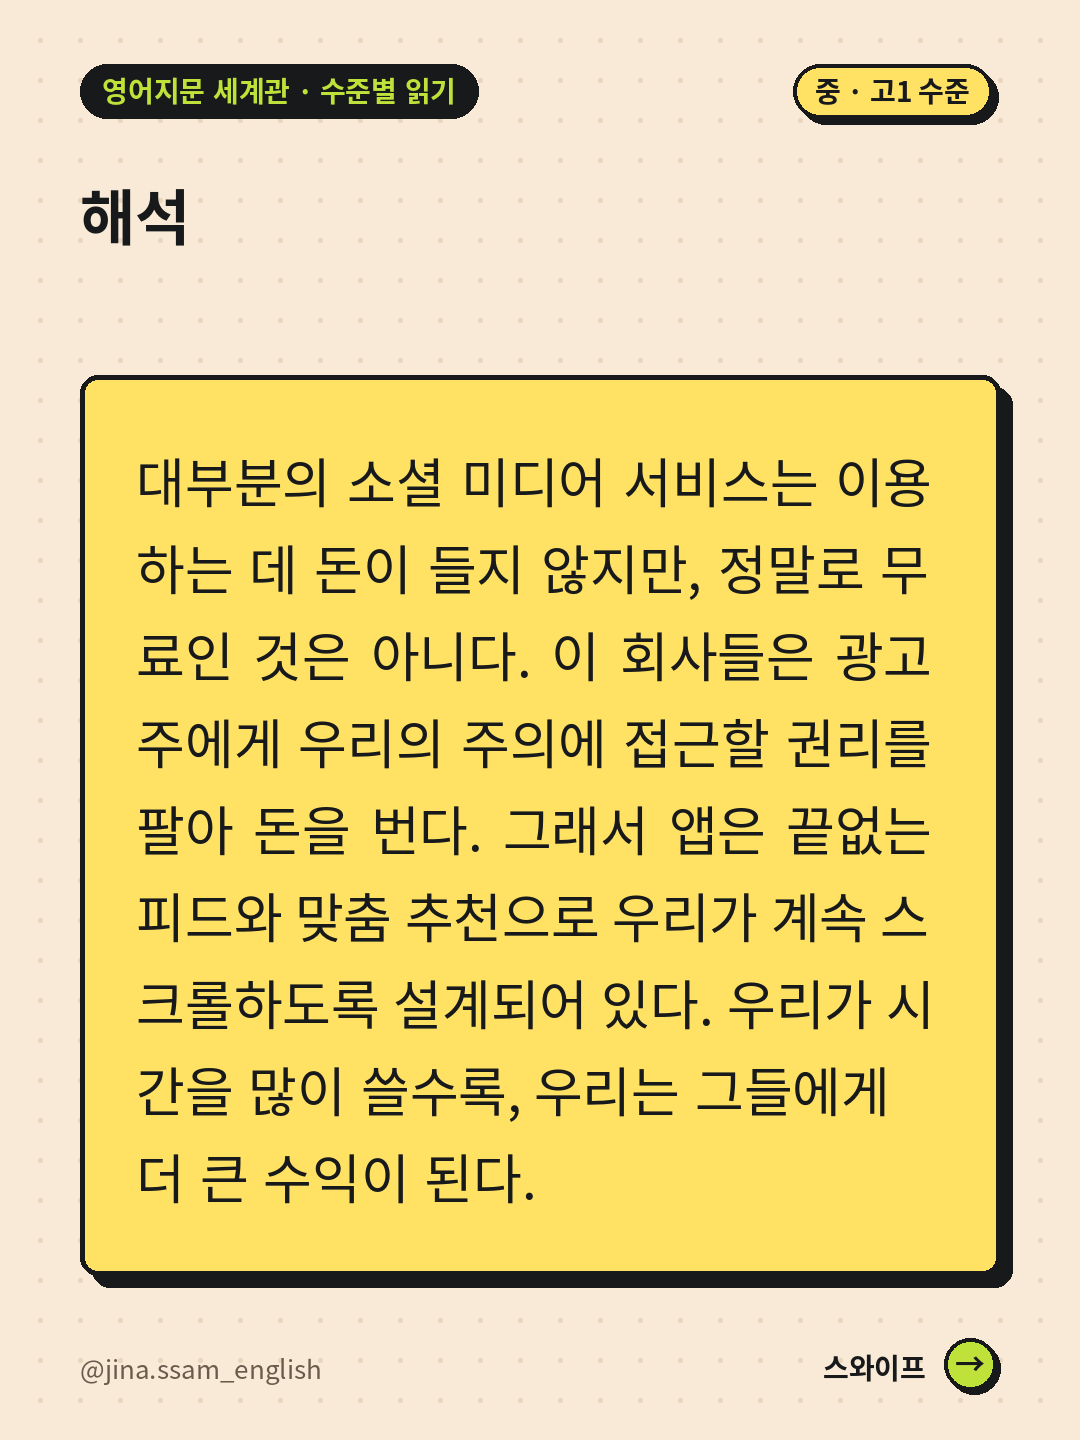 영어지문 세계관 · 수준별 읽기
중 · 고1 수준
해석
대부분의 소셜 미디어 서비스는 이용
하는 데 돈이 들지 않지만, 정말로 무
료인 것은 아니다. 이 회사들은 광고
주에게 우리의 주의에 접근할 권리를
팔아 돈을 번다. 그래서 앱은 끝없는
피드와 맞춤 추천으로 우리가 계속 스
크롤하도록 설계되어 있다. 우리가 시
간을 많이 쓸수록, 우리는 그들에게
더 큰 수익이 된다.
@jina.ssam_english
스와이프 →